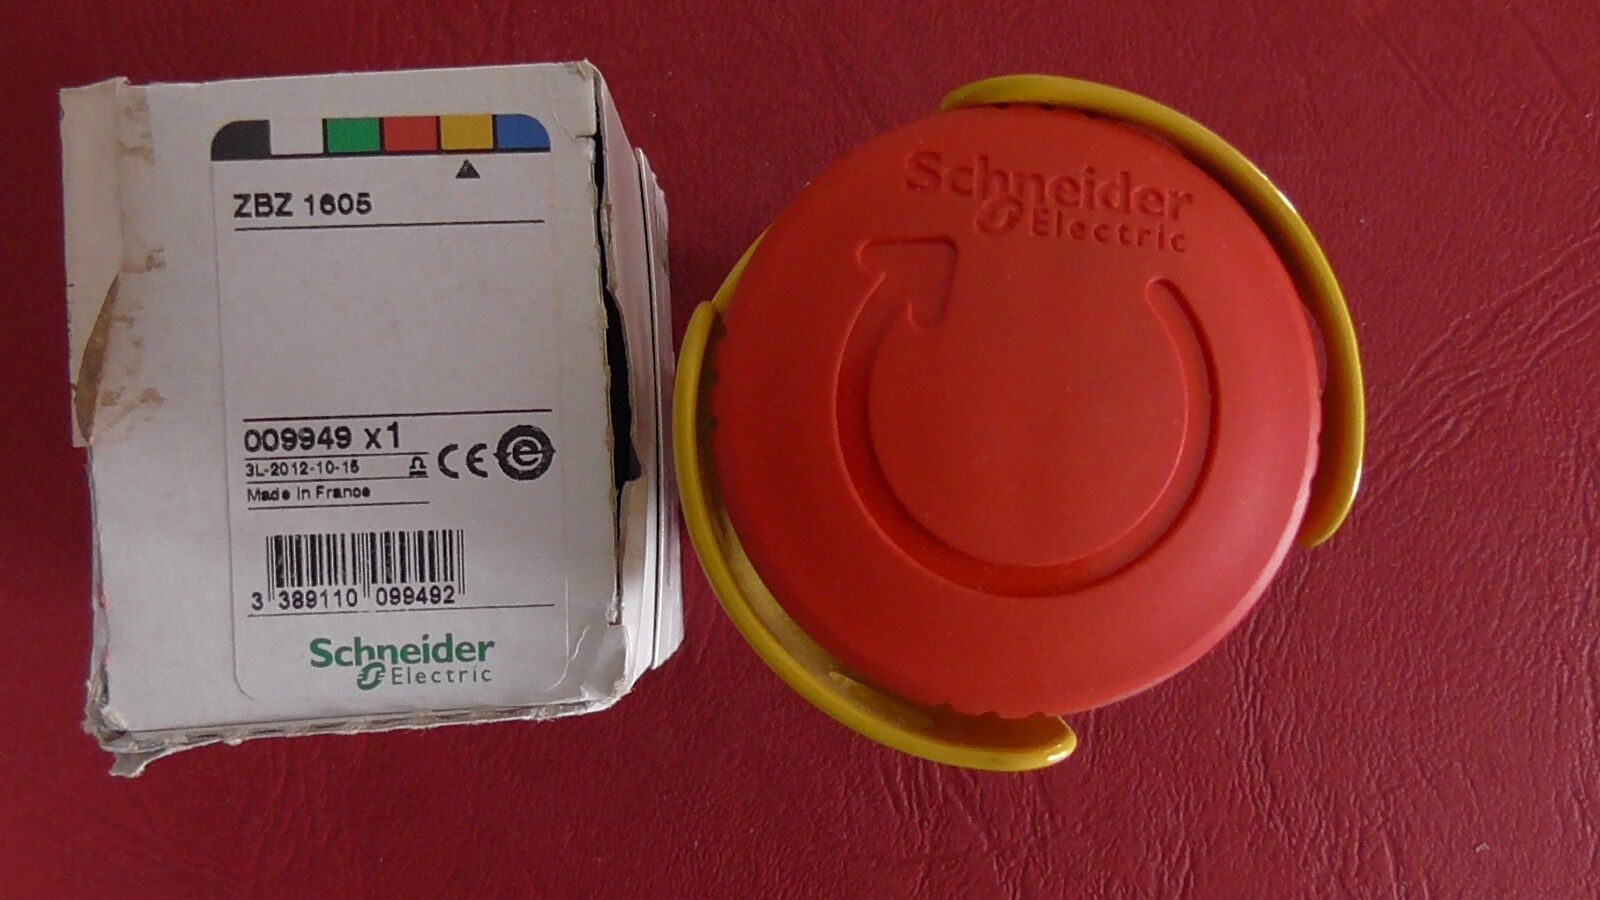 ZBZ 1605
009949 x1
3L-2012-10-15
CE e
Made in France
3 389110 099492
Schneider
Electric
Schneider
Electric